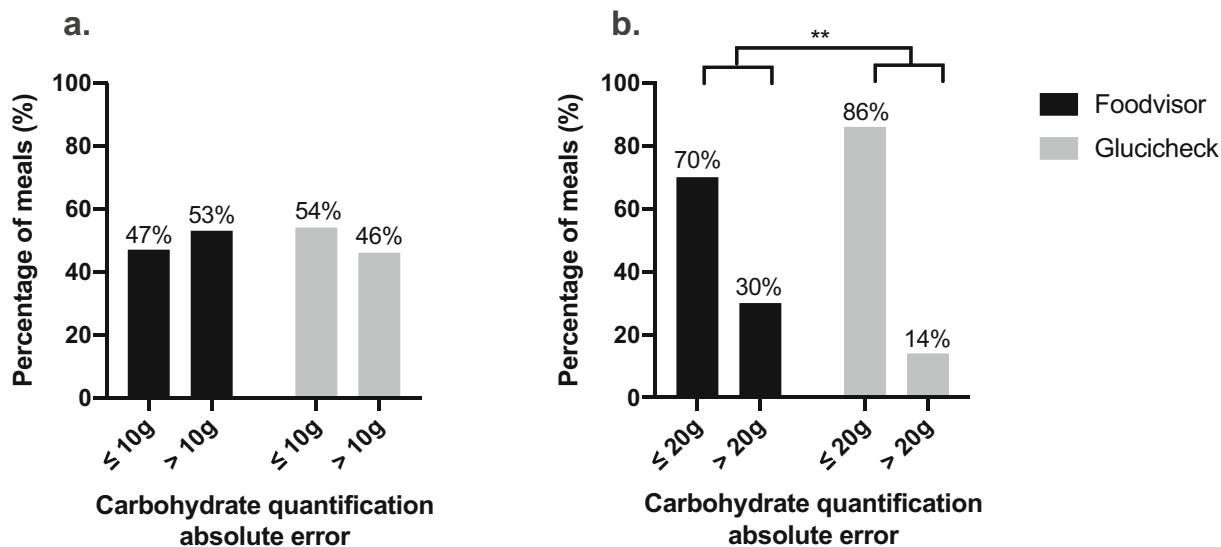 a.
Percentage of meals (%)
100
80
60
40
20
0
47%
53%
54%
46%
≤ 10g
> 10g
≤ 10g
> 10g
Carbohydrate quantification
absolute error
b.
**
Percentage of meals (%)
100
80
60
40
20
0
70%
30%
86%
14%
≤ 20g
> 20g
≤ 20g
> 20g
Carbohydrate quantification
absolute error
Foodvisor
Glucicheck